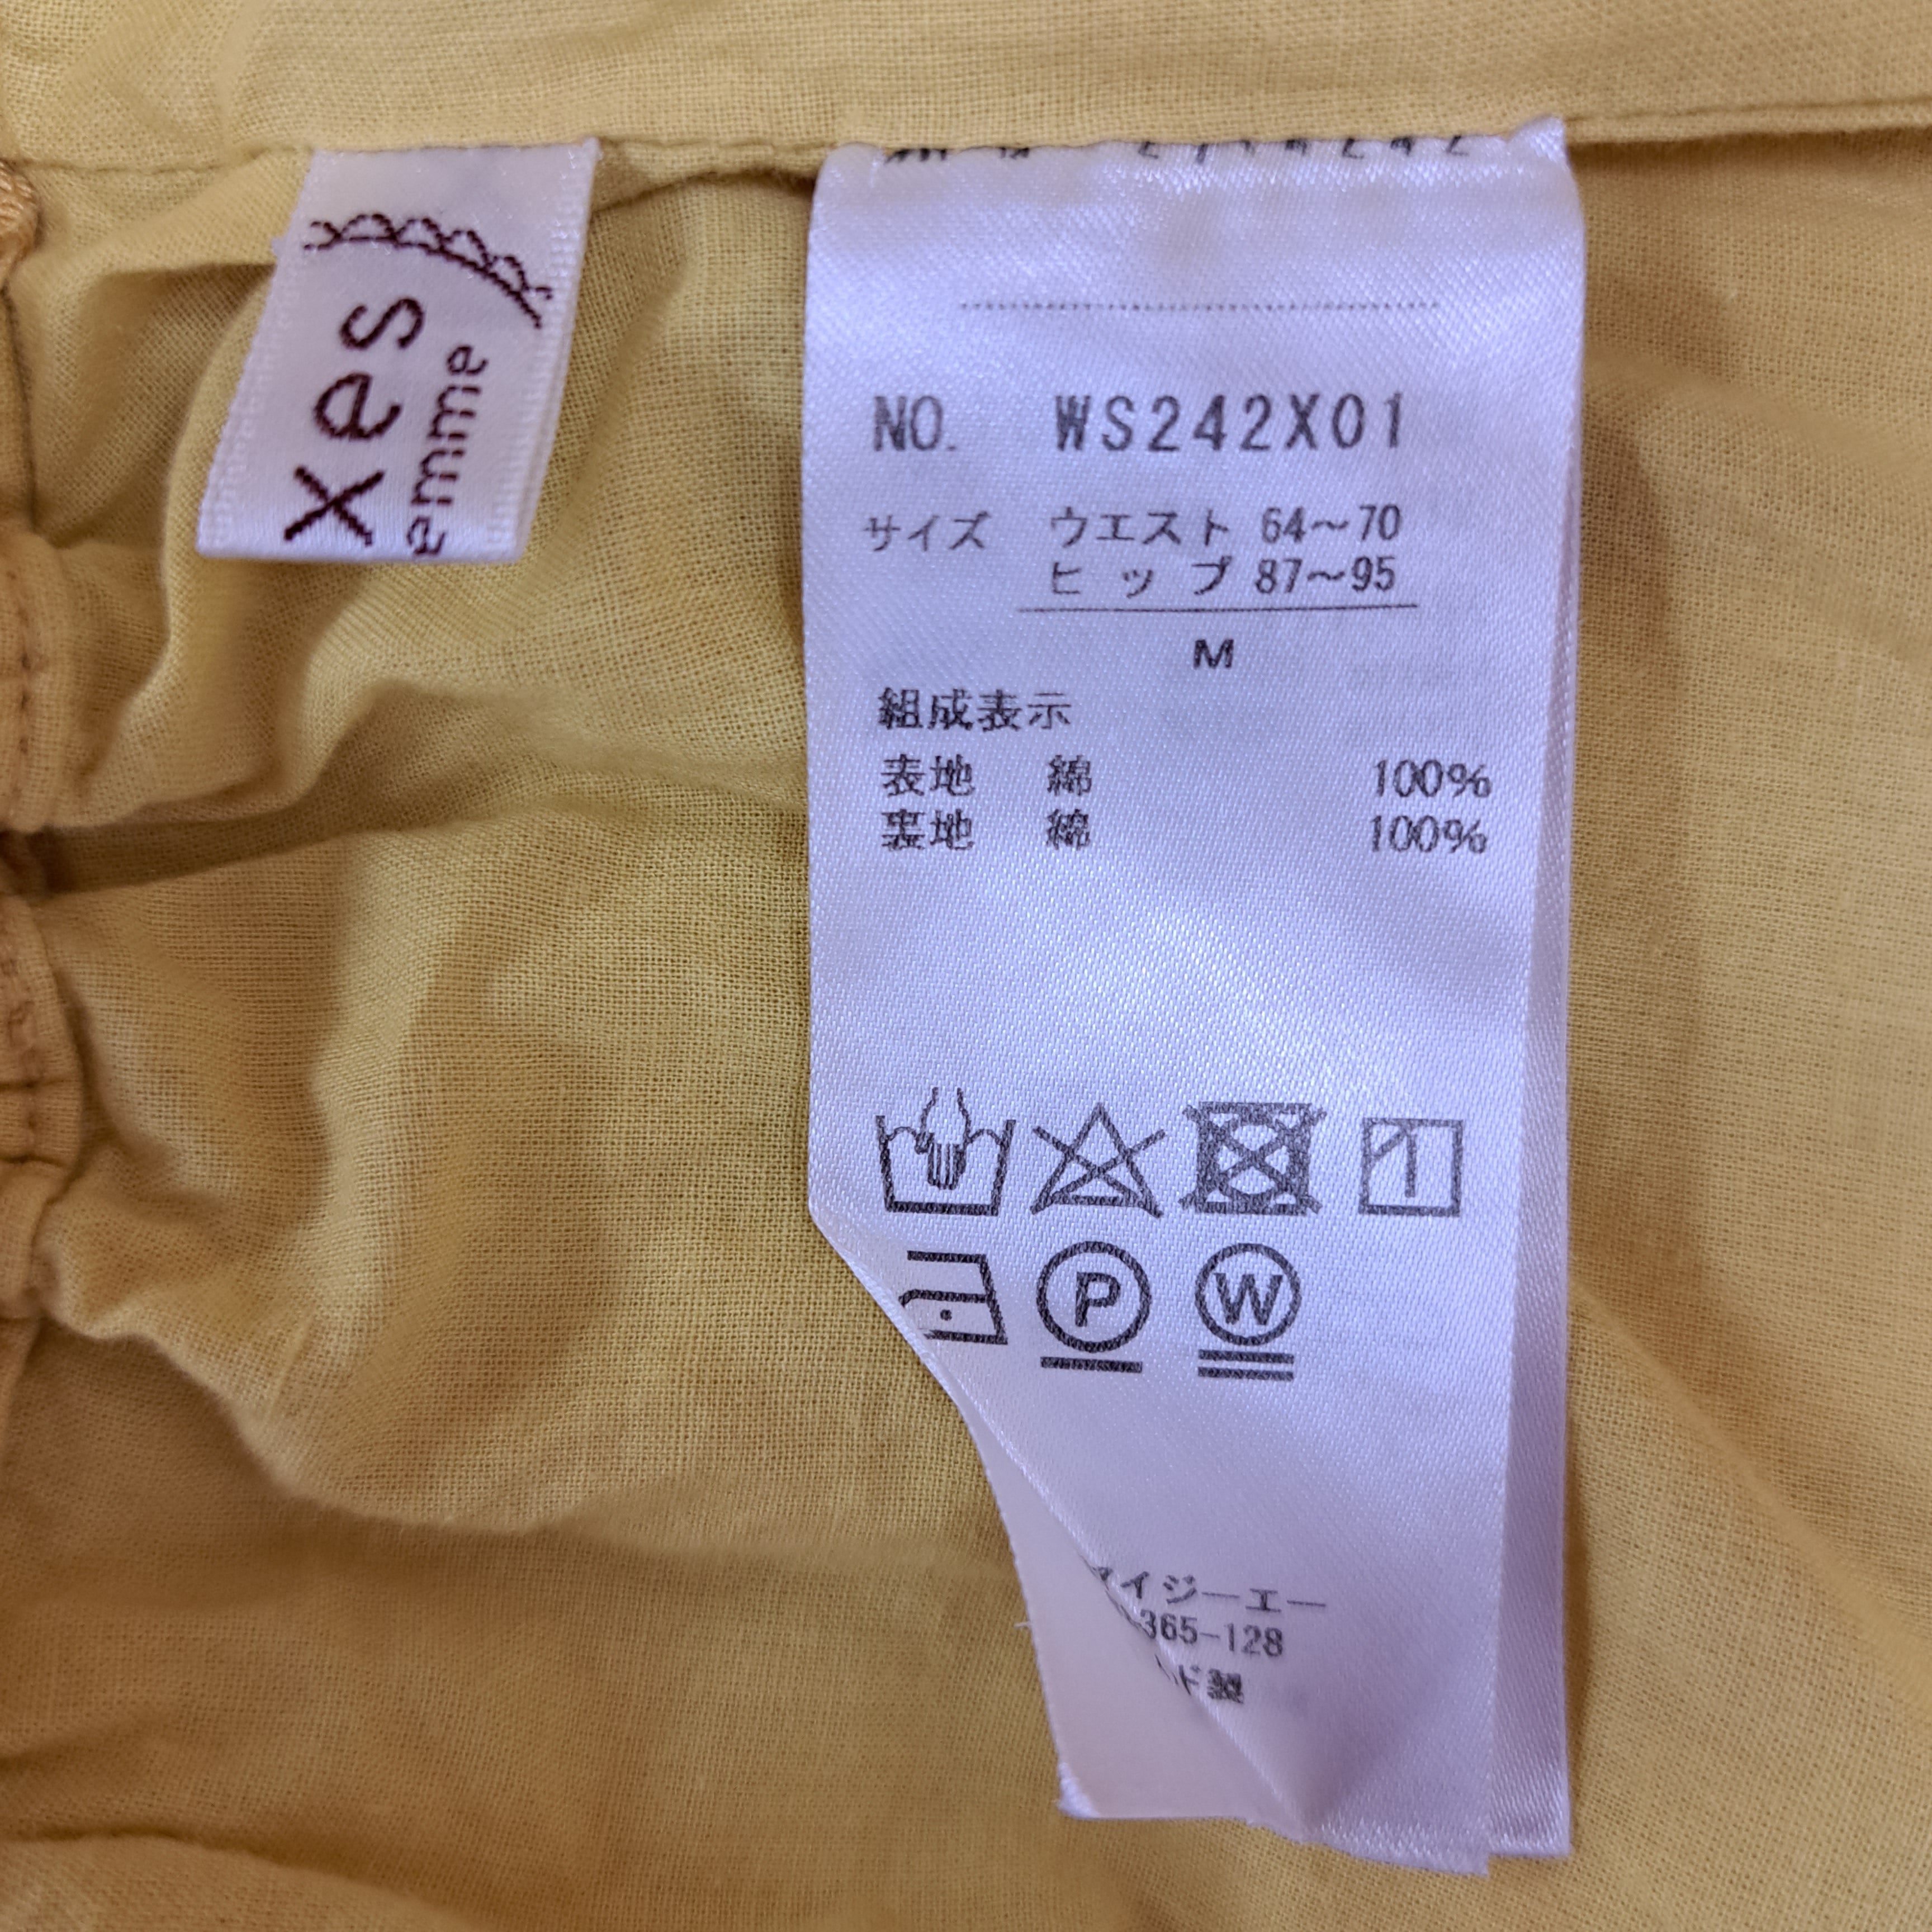 xes
emme
NO. WS242X01
サイズ ウエスト 64〜70
ヒップ 87〜95
M
組成表示
表地 綿 100%
裏地 綿 100%
P
W
イジーエー
365-128
ド製